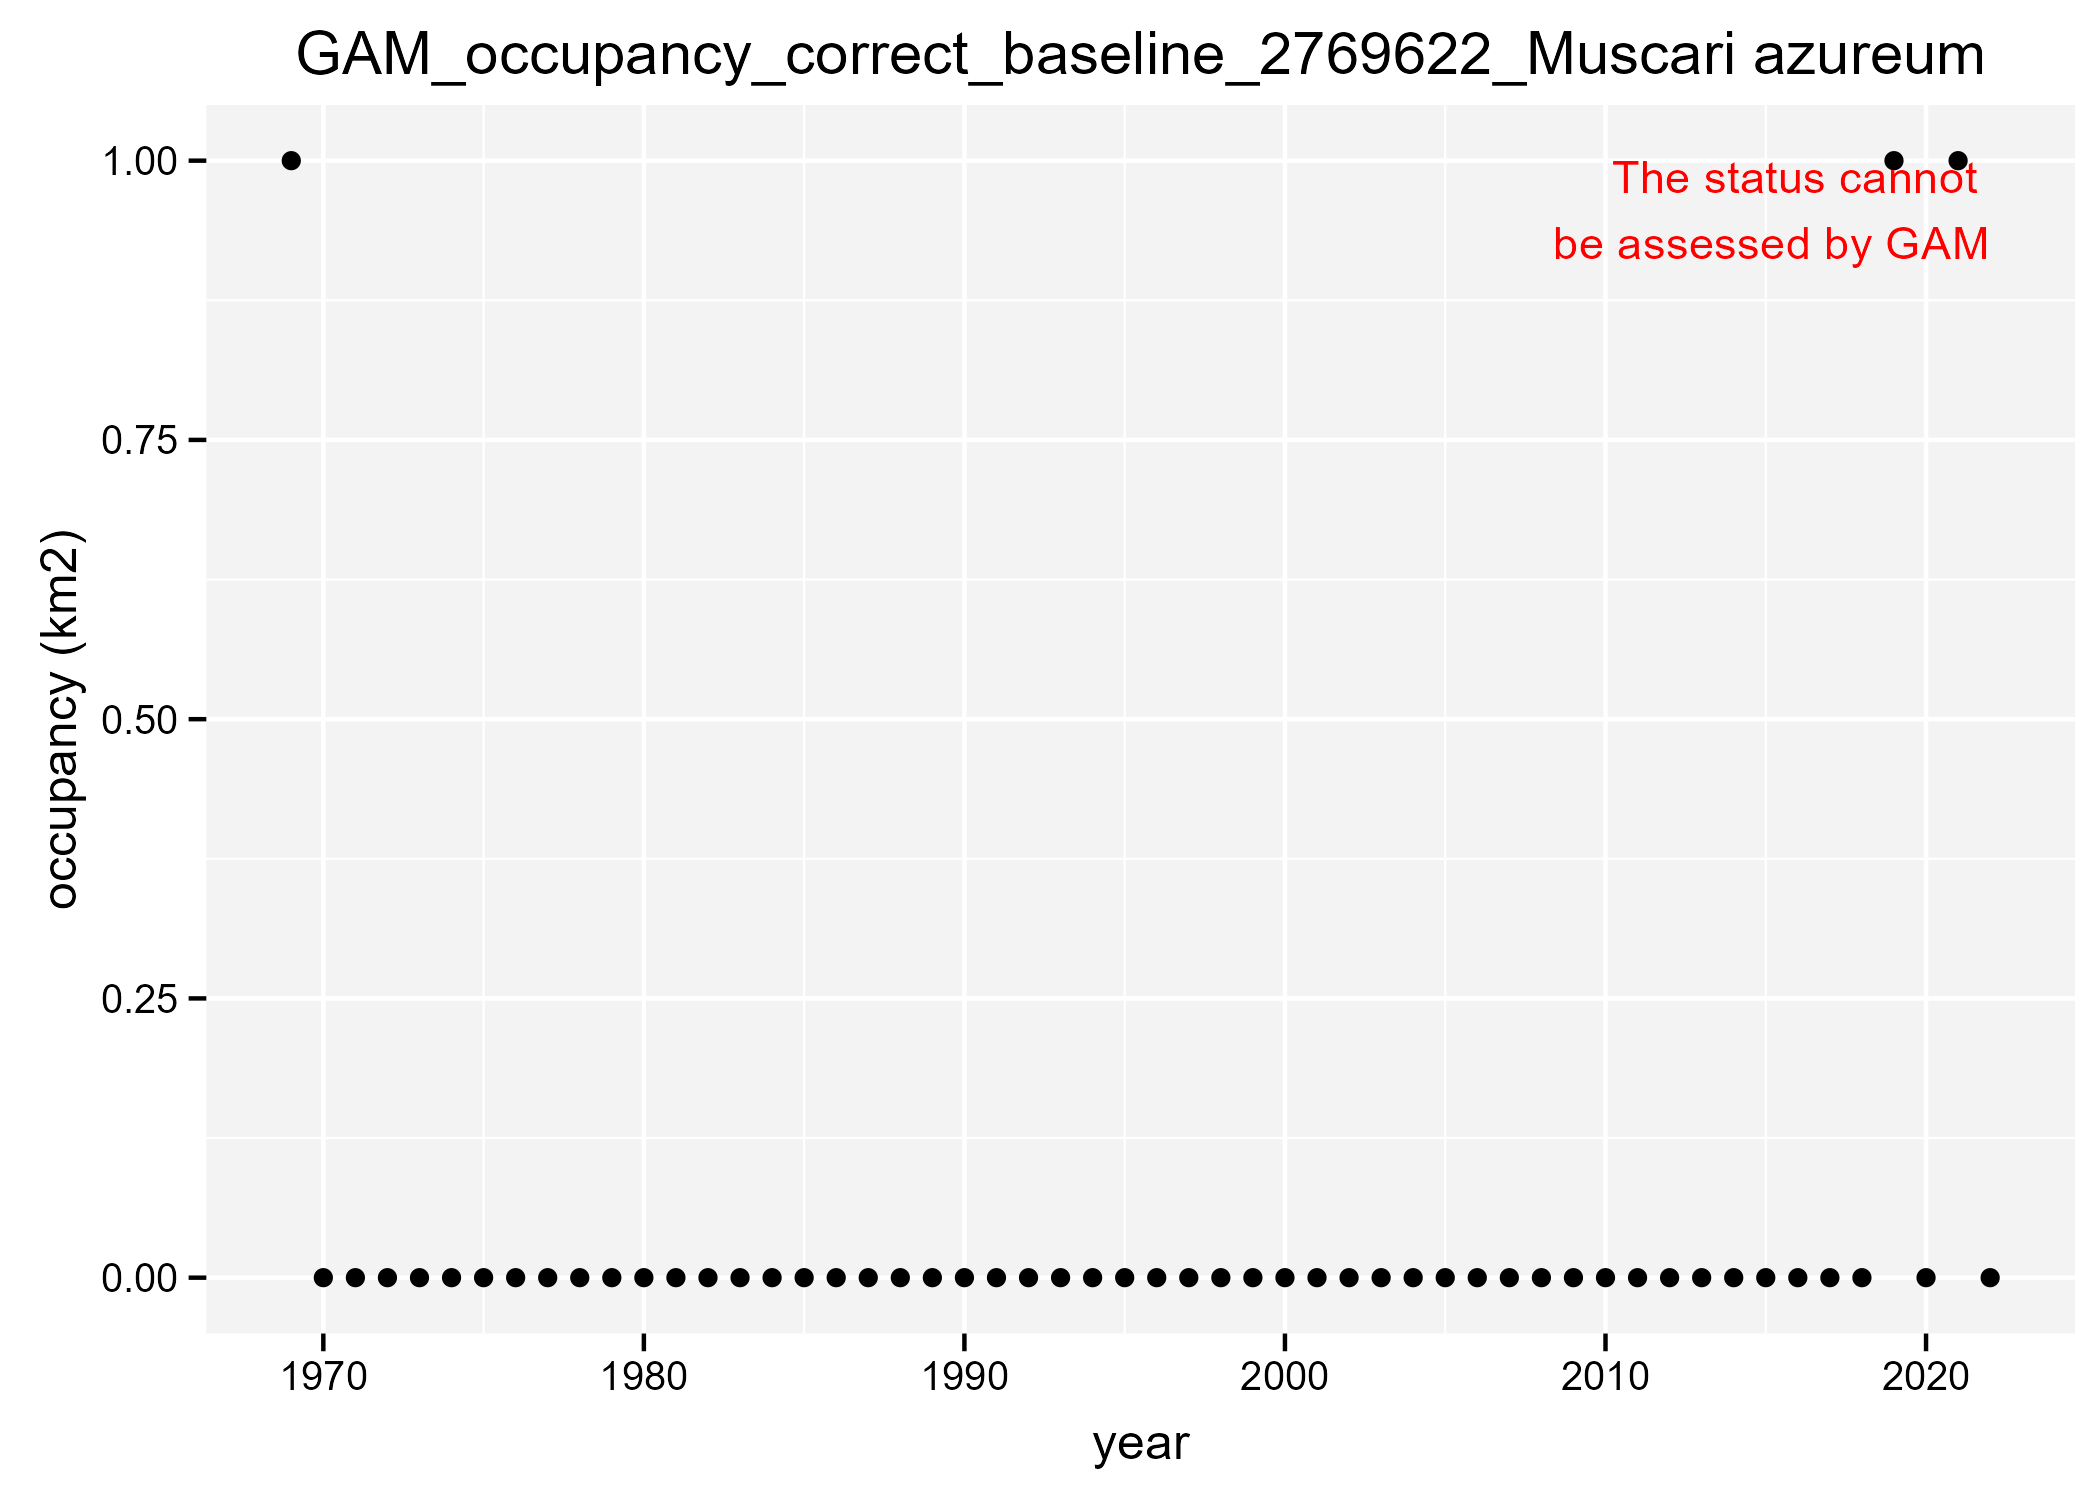 GAM_occupancy_correct_baseline_2769622_Muscari azureum
1.00
The status cannot
be assessed by GAM
0.75
occupancy (km2)
0.50
0.25
0.00
1970 1980 1990 2000 2010 2020
year